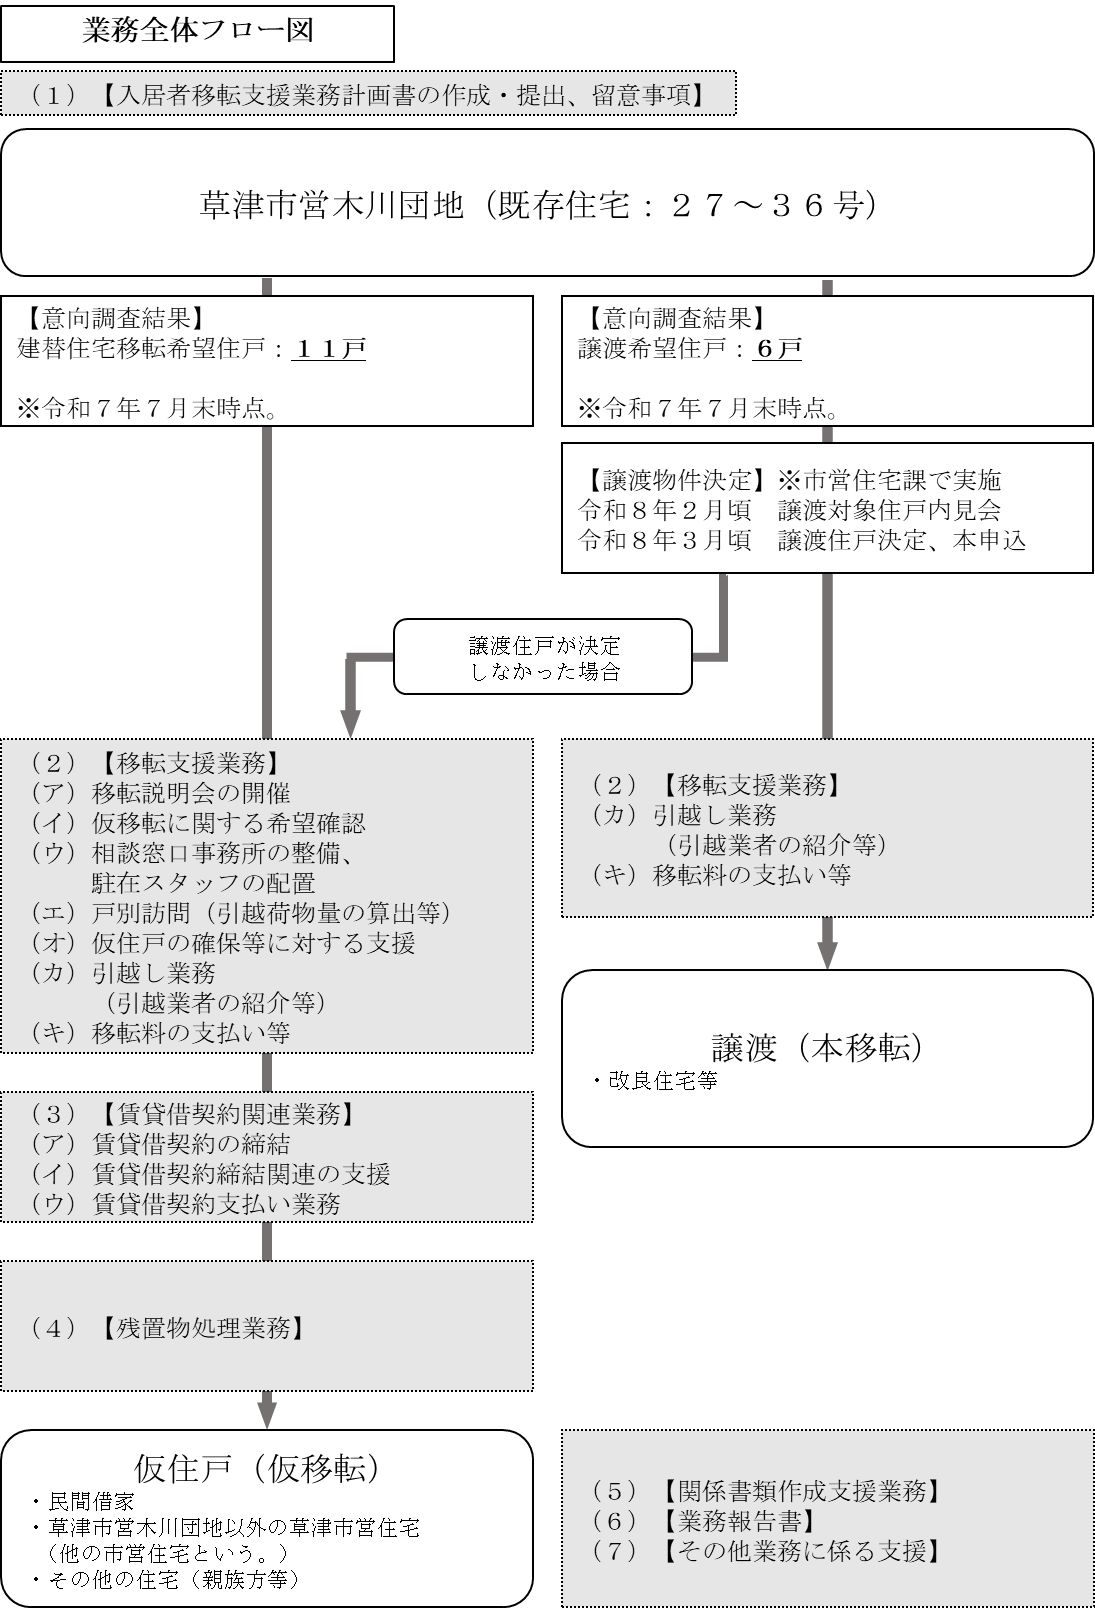 業務全体フロー図
（１）【入居者移転支援業務計画書の作成・提出、留意事項】
草津市営木川団地（既存住宅：２７～３６号）
【意向調査結果】
建替住宅移転希望住戸：１１戸
※令和７年７月末時点。
【意向調査結果】
譲渡希望住戸：６戸
※令和７年７月末時点。
【譲渡物件決定】※市営住宅課で実施
令和８年２月頃　譲渡対象住戸内見会
令和８年３月頃　譲渡住戸決定、本申込
譲渡住戸が決定
しなかった場合
（２）【移転支援業務】
（ア）移転説明会の開催
（イ）仮移転に関する希望確認
（ウ）相談窓口事務所の整備、
駐在スタッフの配置
（エ）戸別訪問（引越荷物量の算出等）
（オ）仮住戸の確保等に対する支援
（カ）引越し業務
（引越業者の紹介等）
（キ）移転料の支払い等
（２）【移転支援業務】
（カ）引越し業務
（引越業者の紹介等）
（キ）移転料の支払い等
譲渡（本移転）
・改良住宅等
（３）【賃貸借契約関連業務】
（ア）賃貸借契約の締結
（イ）賃貸借契約締結関連の支援
（ウ）賃貸借契約支払い業務
（４）【残置物処理業務】
仮住戸（仮移転）
・民間借家
・草津市営木川団地以外の草津市営住宅
（他の市営住宅という。）
・その他の住宅（親族方等）
（５）【関係書類作成支援業務】
（６）【業務報告書】
（７）【その他業務に係る支援】